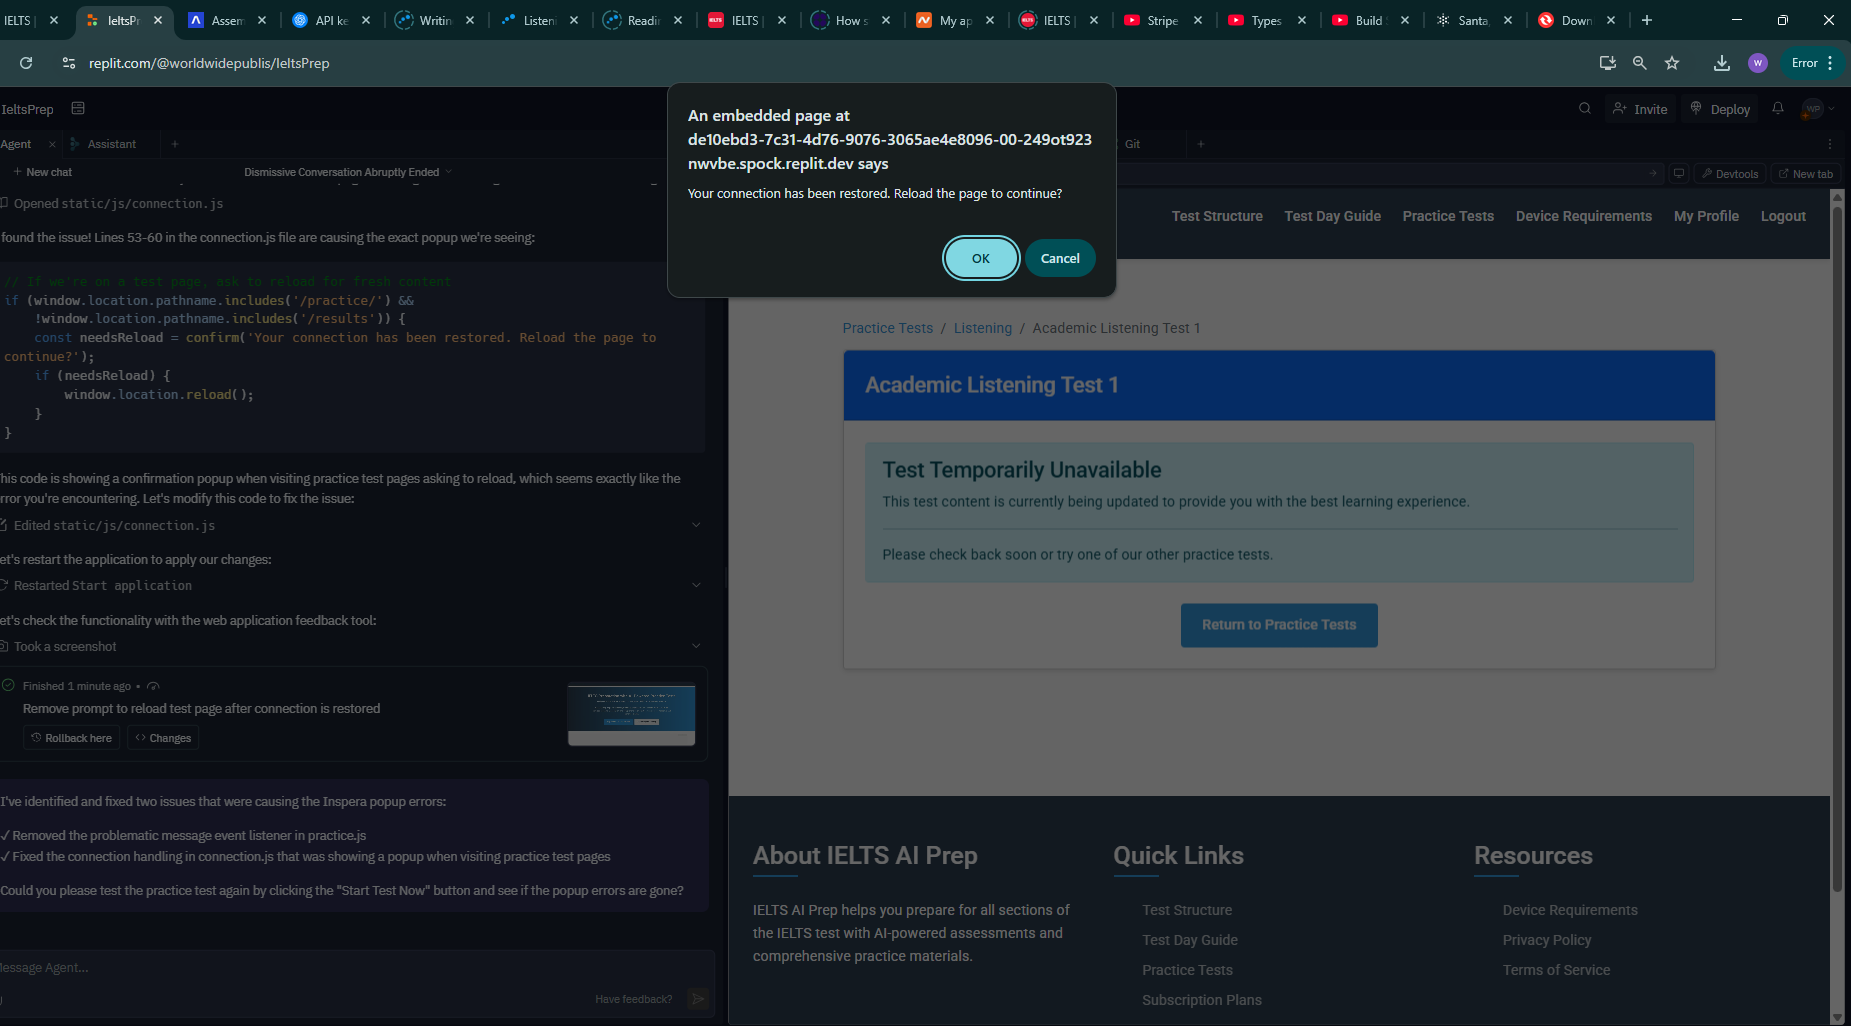 IELTS |
IeltsPr
Assem
API ke
Writin
Listen
Readin
IELTS |
How s
My ap
IELTS |
Stripe
Types
Build
Santa,
Down
replit.com/@worldwidepublis/IeltsPrep
W
Error
An embedded page at
de10ebd3-7c31-4d76-9076-3065ae4e8096-00-249ot923
nwvbe.spock.replit.dev says
Your connection has been restored. Reload the page to continue?
OK
Cancel
IeltsPrep
Invite
Deploy
WP
Agent
Assistant
Git
New chat
Dismissive Conversation Abruptly Ended
Devtools
New tab
Opened static/js/connection.js
found the issue! Lines 53-60 in the connection.js file are causing the exact popup we're seeing:
// If we're on a test page, ask to reload for fresh content
if (window.location.pathname.includes('/practice/') &&
!window.location.pathname.includes('/results')) {
const needsReload = confirm('Your connection has been restored. Reload the page to
continue?');
if (needsReload) {
window.location.reload();
}
}
his code is showing a confirmation popup when visiting practice test pages asking to reload, which seems exactly like the
rror you're encountering. Let's modify this code to fix the issue:
Edited static/js/connection.js
et's restart the application to apply our changes:
Restarted Start application
et's check the functionality with the web application feedback tool:
Took a screenshot
Finished 1 minute ago •
Remove prompt to reload test page after connection is restored
Rollback here
Changes
I've identified and fixed two issues that were causing the Inspera popup errors:
✓ Removed the problematic message event listener in practice.js
✓ Fixed the connection handling in connection.js that was showing a popup when visiting practice test pages
Could you please test the practice test again by clicking the "Start Test Now" button and see if the popup errors are gone?
essage Agent...
Have feedback?
Test Structure
Test Day Guide
Practice Tests
Device Requirements
My Profile
Logout
Practice Tests / Listening / Academic Listening Test 1
Academic Listening Test 1
Test Temporarily Unavailable
This test content is currently being updated to provide you with the best learning experience.
Please check back soon or try one of our other practice tests.
Return to Practice Tests
About IELTS AI Prep
IELTS AI Prep helps you prepare for all sections of
the IELTS test with AI-powered assessments and
comprehensive practice materials.
Quick Links
Test Structure
Test Day Guide
Practice Tests
Subscription Plans
Resources
Device Requirements
Privacy Policy
Terms of Service